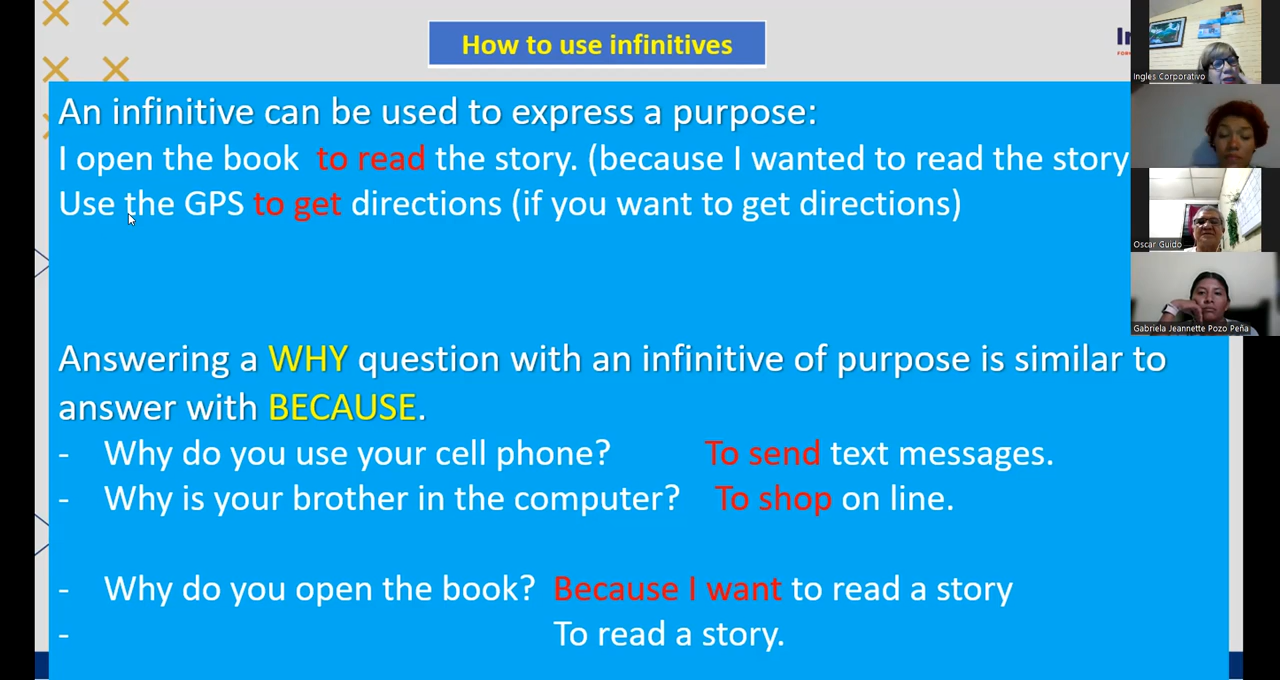 How to use infinitives
An infinitive can be used to express a purpose:
I open the book to read the story. (because I wanted to read the story
Use the GPS to get directions (if you want to get directions)
Answering a WHY question with an infinitive of purpose is similar to
answer with BECAUSE.
- Why do you use your cell phone? To send text messages.
- Why is your brother in the computer? To shop on line.
- Why do you open the book? Because I want to read a story
- To read a story.
Ingles Corporativo
Oscar Guido
Gabriela Jeannette Pozo Peña